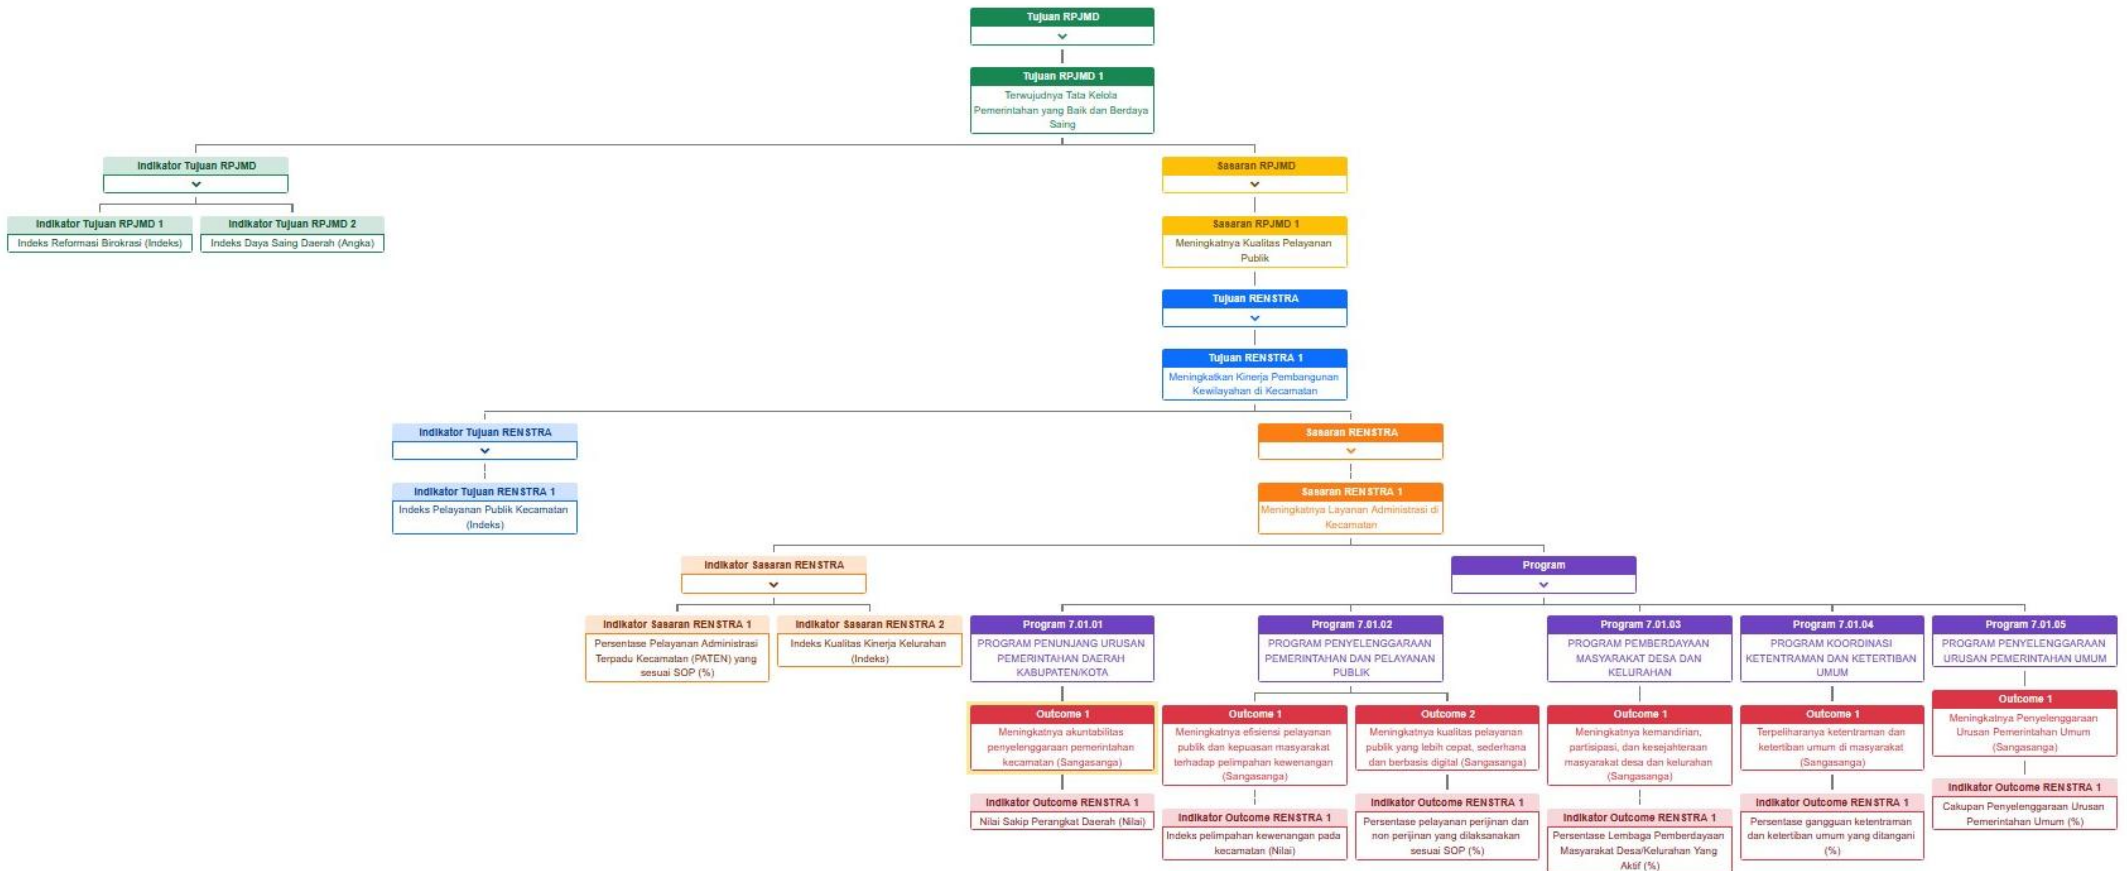 Tujuan RPJMD
Tujuan RPJMD 1
Terwujudnya Tata Kelola
Pemerintahan yang Baik dan Berdaya
Saing
Indikator Tujuan RPJMD
Indikator Tujuan RPJMD 1
Indeks Reformasi Birokrasi (Indeks)
Indikator Tujuan RPJMD 2
Indeks Daya Saing Daerah (Angka)
Sasaran RPJMD
Sasaran RPJMD 1
Meningkatnya Kualitas Pelayanan
Publik
Tujuan RENSTRA
Tujuan RENSTRA 1
Meningkatkan Kinerja Pembangunan
Kewilayahan di Kecamatan
Indikator Tujuan RENSTRA
Indikator Tujuan RENSTRA 1
Indeks Pelayanan Publik Kecamatan
(Indeks)
Sasaran RENSTRA
Sasaran RENSTRA 1
Meningkatnya Layanan Administrasi di
Kecamatan
Indikator Sasaran RENSTRA
Indikator Sasaran RENSTRA 1
Persentase Pelayanan Administrasi
Terpadu Kecamatan (PATEN) yang
sesuai SOP (%)
Indikator Sasaran RENSTRA 2
Indeks Kualitas Kinerja Kelurahan
(Indeks)
Program
Program 7.01.01
PROGRAM PENUNJANG URUSAN
PEMERINTAHAN DAERAH
KABUPATEN/KOTA
Outcome 1
Meningkatnya akuntabilitas
penyelenggaraan pemerintahan
kecamatan (Sangasanga)
Indikator Outcome RENSTRA 1
Nilai Sakip Perangkat Daerah (Nilai)
Program 7.01.02
PROGRAM PENYELENGGARAAN
PEMERINTAHAN DAN PELAYANAN
PUBLIK
Outcome 1
Meningkatnya efisiensi pelayanan
publik dan kepuasan masyarakat
terhadap pelimpahan kewenangan
(Sangasanga)
Indikator Outcome RENSTRA 1
Indeks pelimpahan kewenangan pada
kecamatan (Nilai)
Outcome 2
Meningkatnya kualitas pelayanan
publik yang lebih cepat, sederhana
dan berbasis digital (Sangasanga)
Indikator Outcome RENSTRA 1
Persentase pelayanan perijinan dan
non perijinan yang dilaksanakan
sesuai SOP (%)
Program 7.01.03
PROGRAM PEMBERDAYAAN
MASYARAKAT DESA DAN
KELURAHAN
Outcome 1
Meningkatnya kemandirian,
partisipasi, dan kesejahteraan
masyarakat desa dan kelurahan
(Sangasanga)
Indikator Outcome RENSTRA 1
Persentase Lembaga Pemberdayaan
Masyarakat Desa/Kelurahan Yang
Aktif (%)
Program 7.01.04
PROGRAM KOORDINASI
KETENTRAMAN DAN KETERTIBAN
UMUM
Outcome 1
Terpeliharanya ketentraman dan
ketertiban umum di masyarakat
(Sangasanga)
Indikator Outcome RENSTRA 1
Persentase gangguan ketentraman
dan ketertiban umum yang ditangani
(%)
Program 7.01.05
PROGRAM PENYELENGGARAAN
URUSAN PEMERINTAHAN UMUM
Outcome 1
Meningkatnya Penyelenggaraan
Urusan Pemerintahan Umum
(Sangasanga)
Indikator Outcome RENSTRA 1
Cakupan Penyelenggaraan Urusan
Pemerintahan Umum (%)